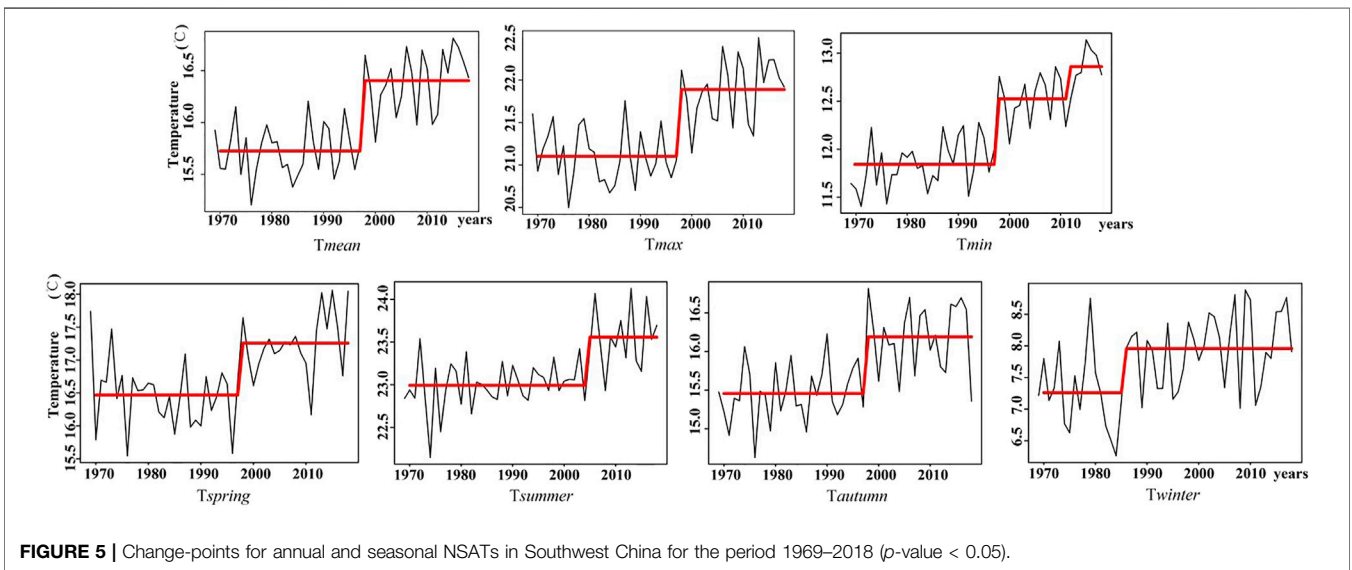 (℃)
Temperature
15.5 16.0 16.5
1970 1980 1990 2000 2010 years
Tmean
20.5 21.0 21.5 22.0 22.5
1970 1980 1990 2000 2010
Tmax
11.5 12.0 12.5 13.0
1970 1980 1990 2000 2010 years
Tmin
(℃)
Temperature
15.5 16.0 16.5 17.0 17.5 18.0
1970 1980 1990 2000 2010
Tspring
22.5 23.0 23.5 24.0
1970 1980 1990 2000 2010
Tsummer
15.0 15.5 16.0 16.5
1970 1980 1990 2000 2010
Tautumn
6.5 7.0 7.5 8.0 8.5
1970 1980 1990 2000 2010 years
Twinter
FIGURE 5 | Change-points for annual and seasonal NSATs in Southwest China for the period 1969–2018 (p-value < 0.05).